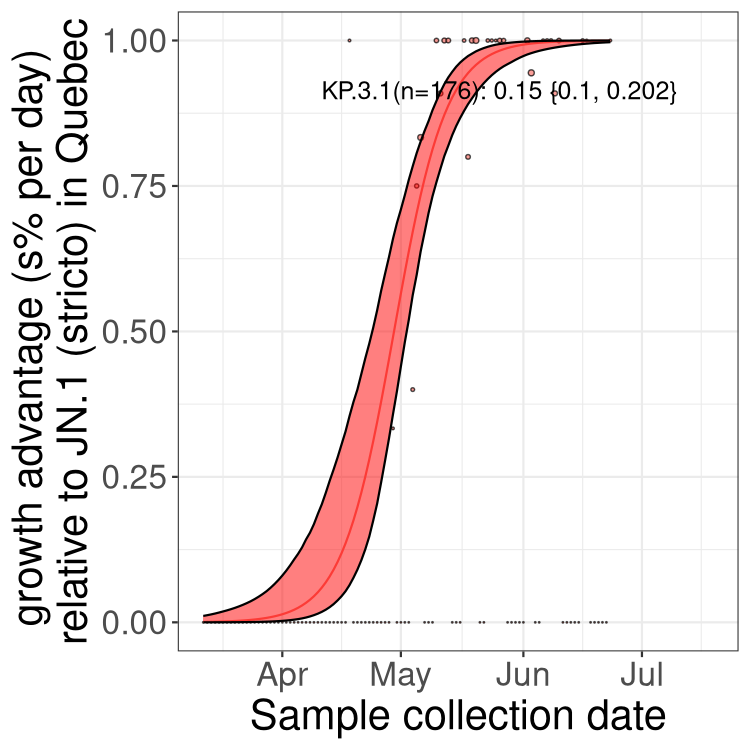 growth advantage (s% per day)
relative to JN.1 (stricto) in Quebec
1.00
0.75
0.50
0.25
0.00
KP.3.1(n=176): 0.15 {0.1, 0.202}
Apr May Jun Jul
Sample collection date